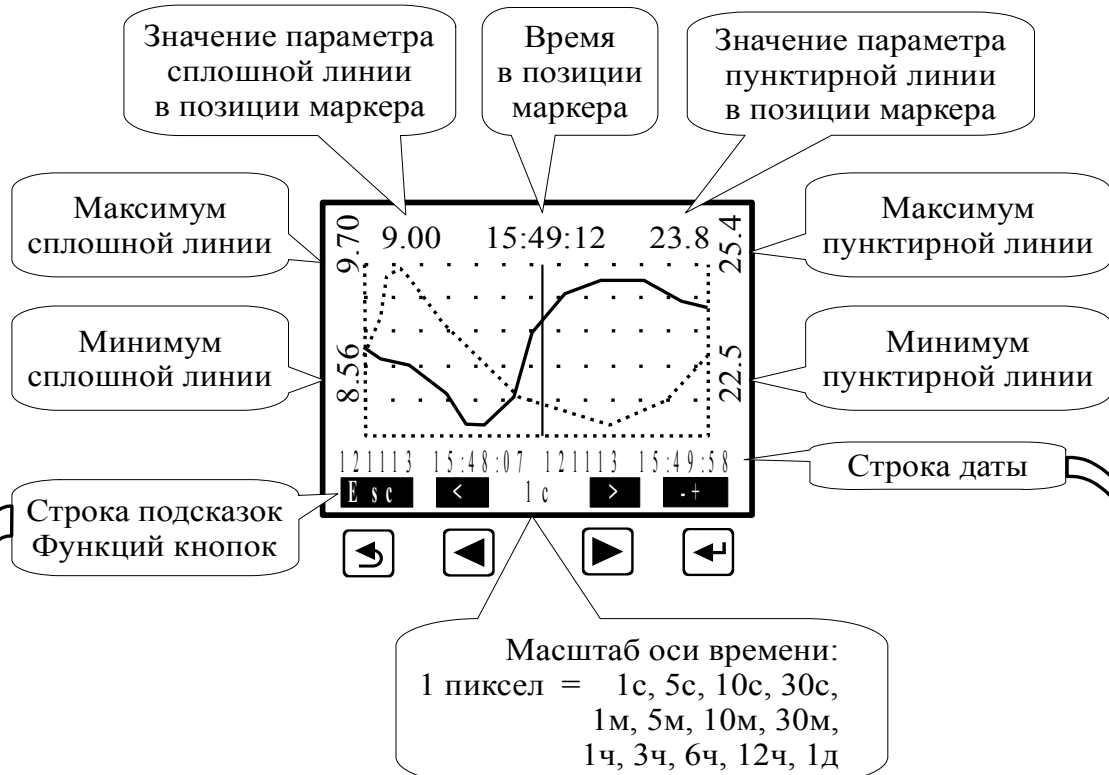 Значение параметра
сплошной линии
в позиции маркера
Время
в позиции
маркера
Значение параметра
пунктирной линии
в позиции маркера
Максимум
сплошной линии
Максимум
пунктирной линии
9.70
9.00
15:49:12
23.8
25.4
Минимум
сплошной линии
8.56
22.5
Минимум
пунктирной линии
121113 15:48:07 121113 15:49:58
Строка даты
Esc < 1с > -+
Строка подсказок
Функций кнопок
Масштаб оси времени:
1 пиксел = 1с, 5с, 10с, 30с,
1м, 5м, 10м, 30м,
1ч, 3ч, 6ч, 12ч, 1д